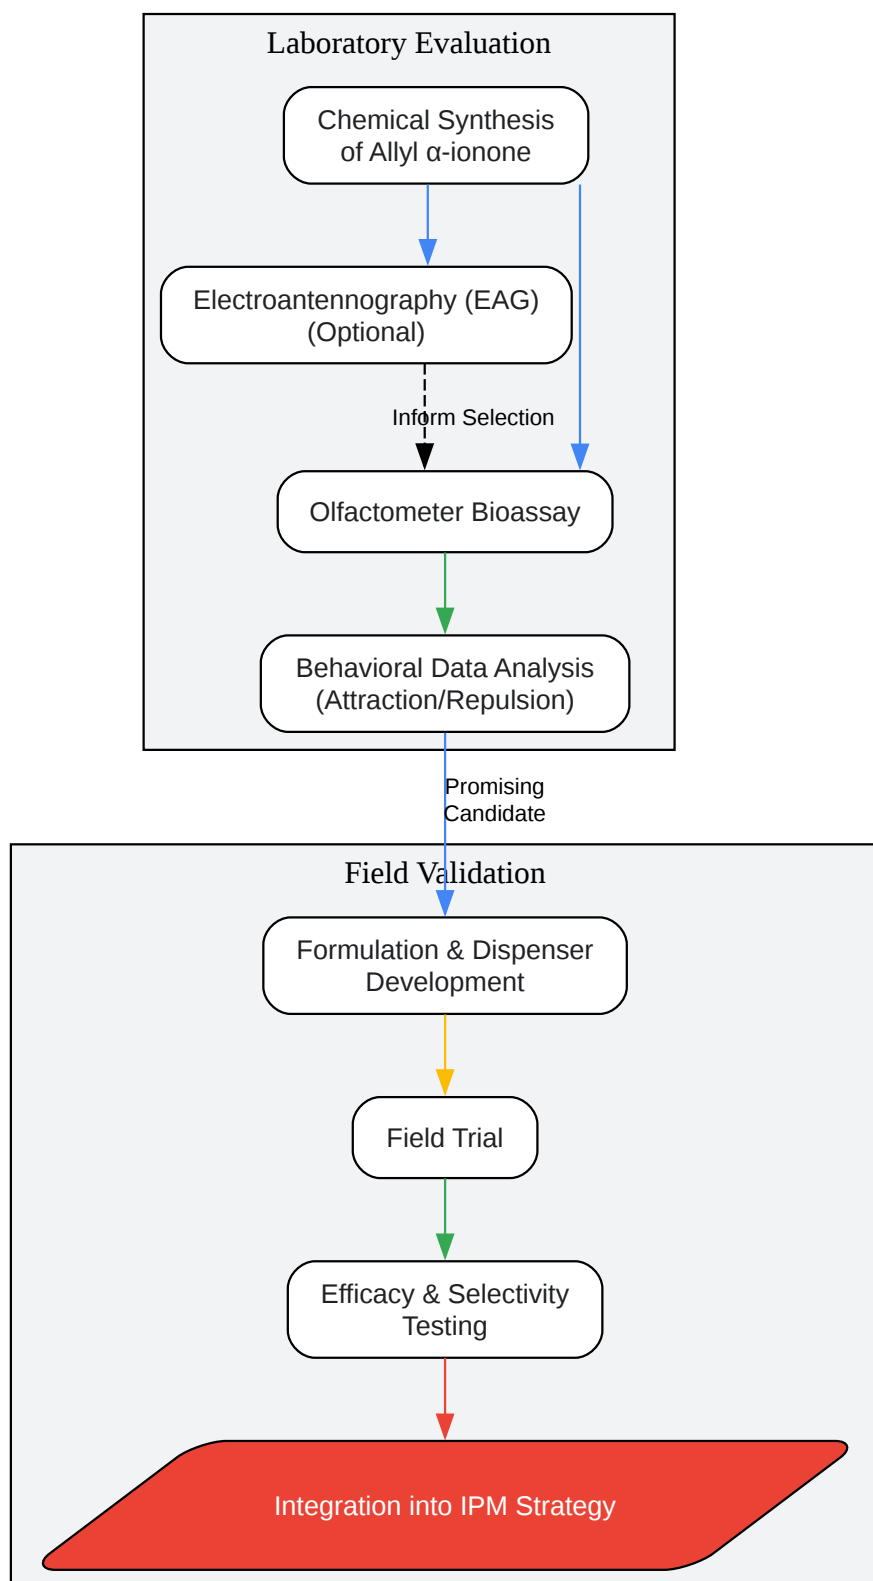 Laboratory Evaluation
Chemical Synthesis
of Allyl α-ionone
Electroantennography (EAG)
(Optional)
Inform Selection
Olfactometer Bioassay
Behavioral Data Analysis
(Attraction/Repulsion)
Promising
Candidate
Field Validation
Formulation & Dispenser
Development
Field Trial
Efficacy & Selectivity
Testing
Integration into IPM Strategy